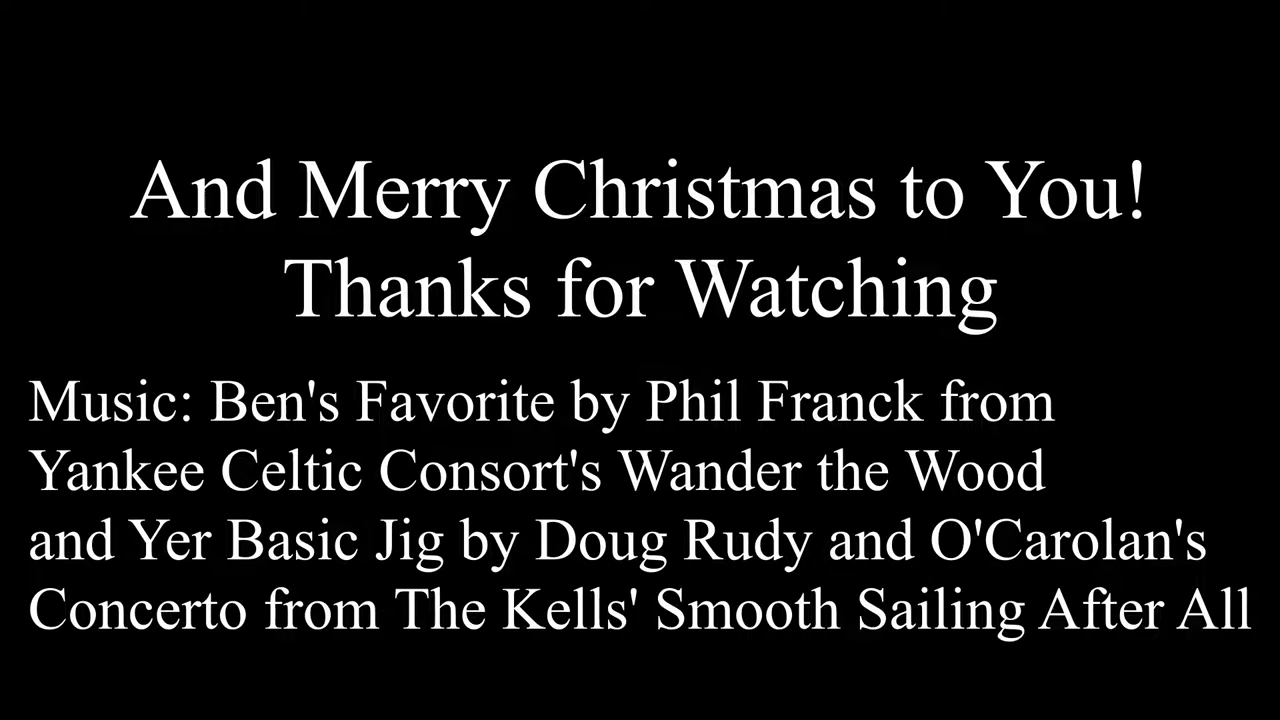 And Merry Christmas to You!
Thanks for Watching
Music: Ben's Favorite by Phil Franck from
Yankee Celtic Consort's Wander the Wood
and Yer Basic Jig by Doug Rudy and O'Carolan's
Concerto from The Kells' Smooth Sailing After All